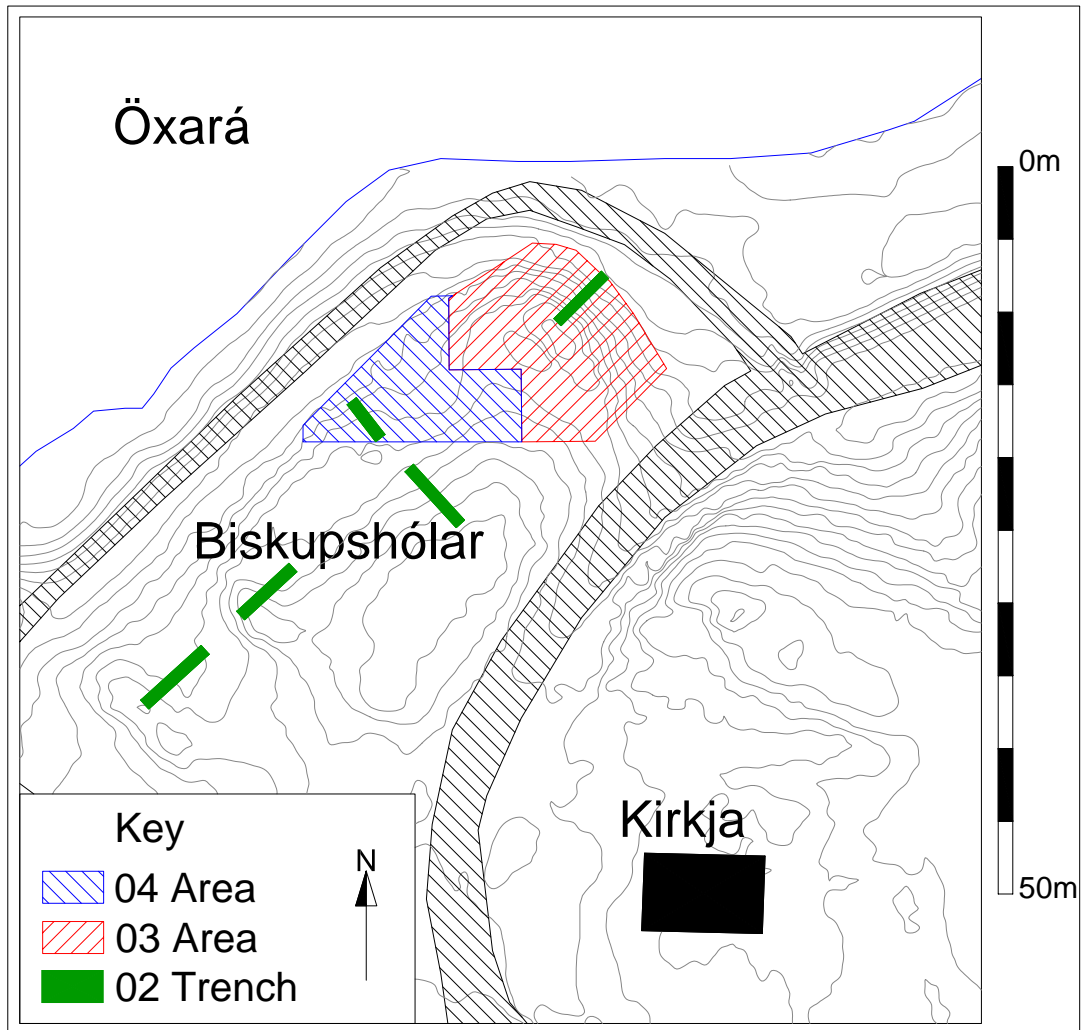 Öxará
0m
Biskupshólar
Kirkja
50m
Key
N
04 Area
03 Area
02 Trench